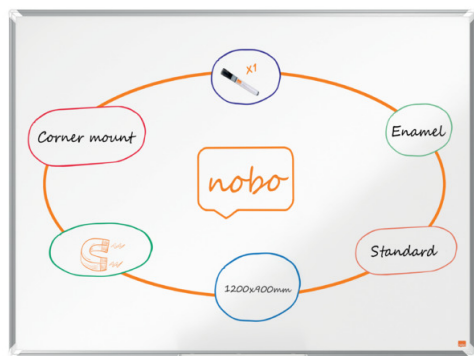 x1
Corner mount
Enamel
nobo
Standard
1200x900mm